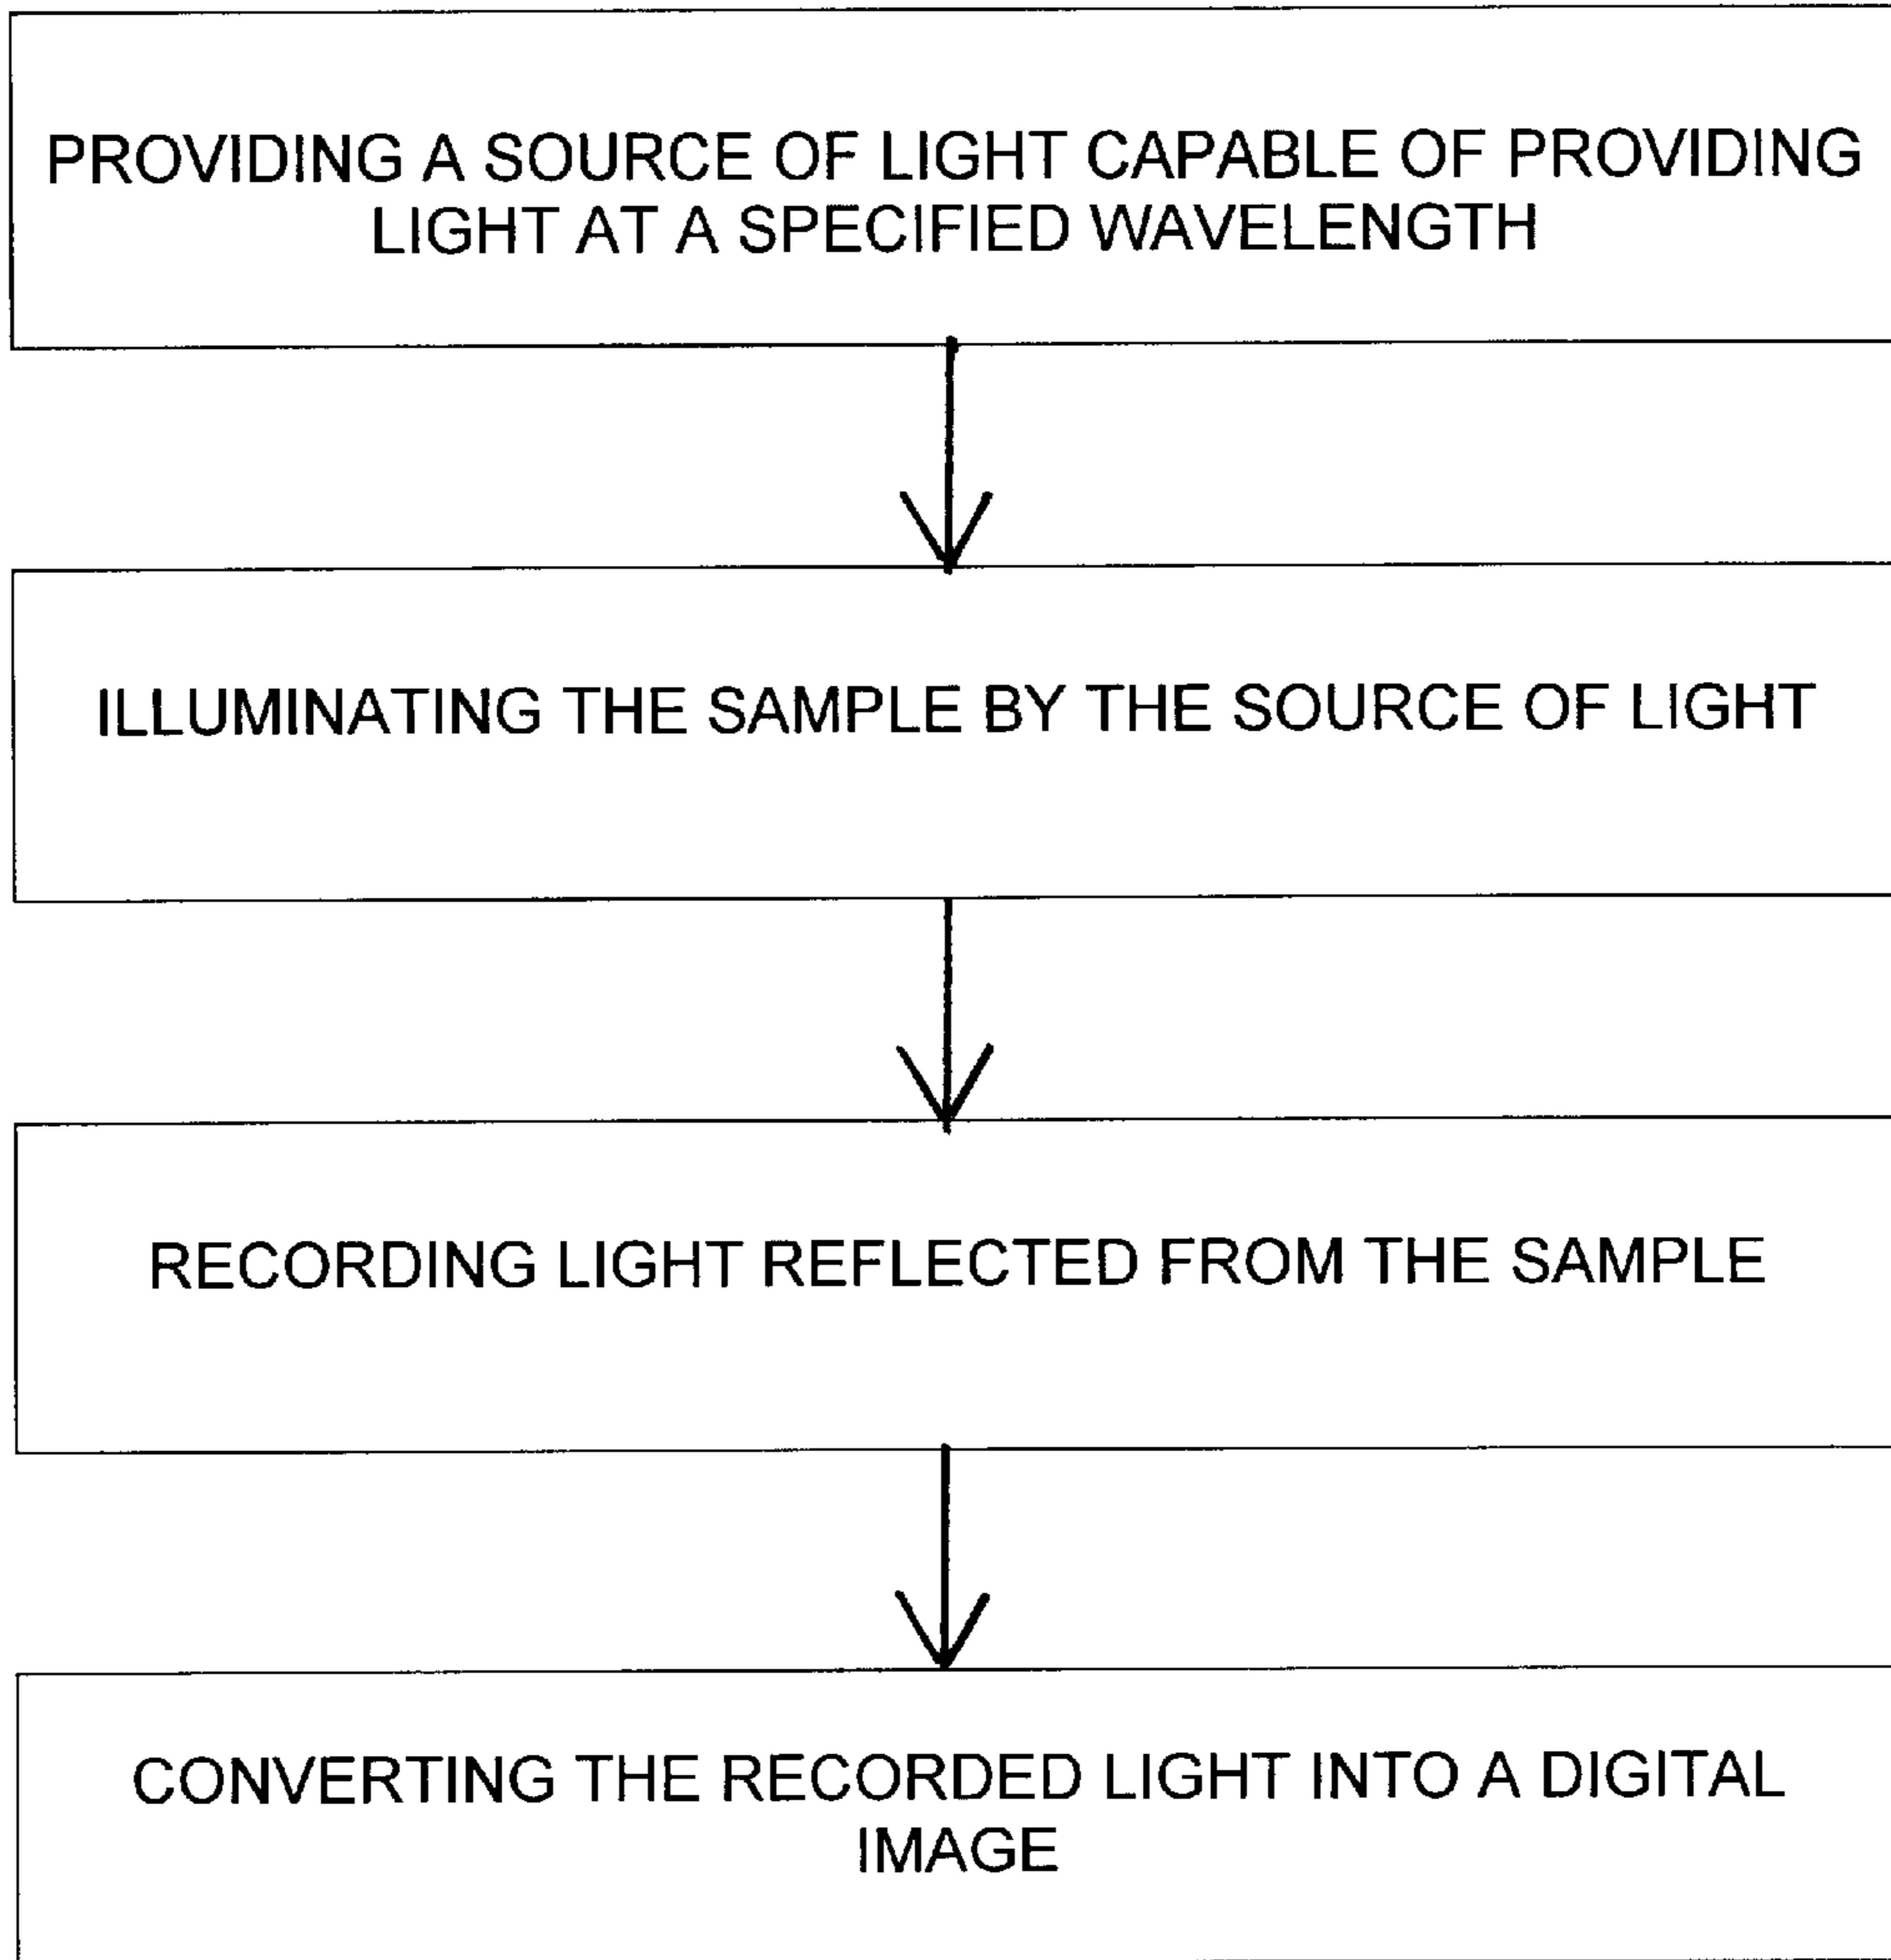 PROVIDING A SOURCE OF LIGHT CAPABLE OF PROVIDING
LIGHT AT A SPECIFIED WAVELENGTH
ILLUMINATING THE SAMPLE BY THE SOURCE OF LIGHT
RECORDING LIGHT REFLECTED FROM THE SAMPLE
CONVERTING THE RECORDED LIGHT INTO A DIGITAL
IMAGE